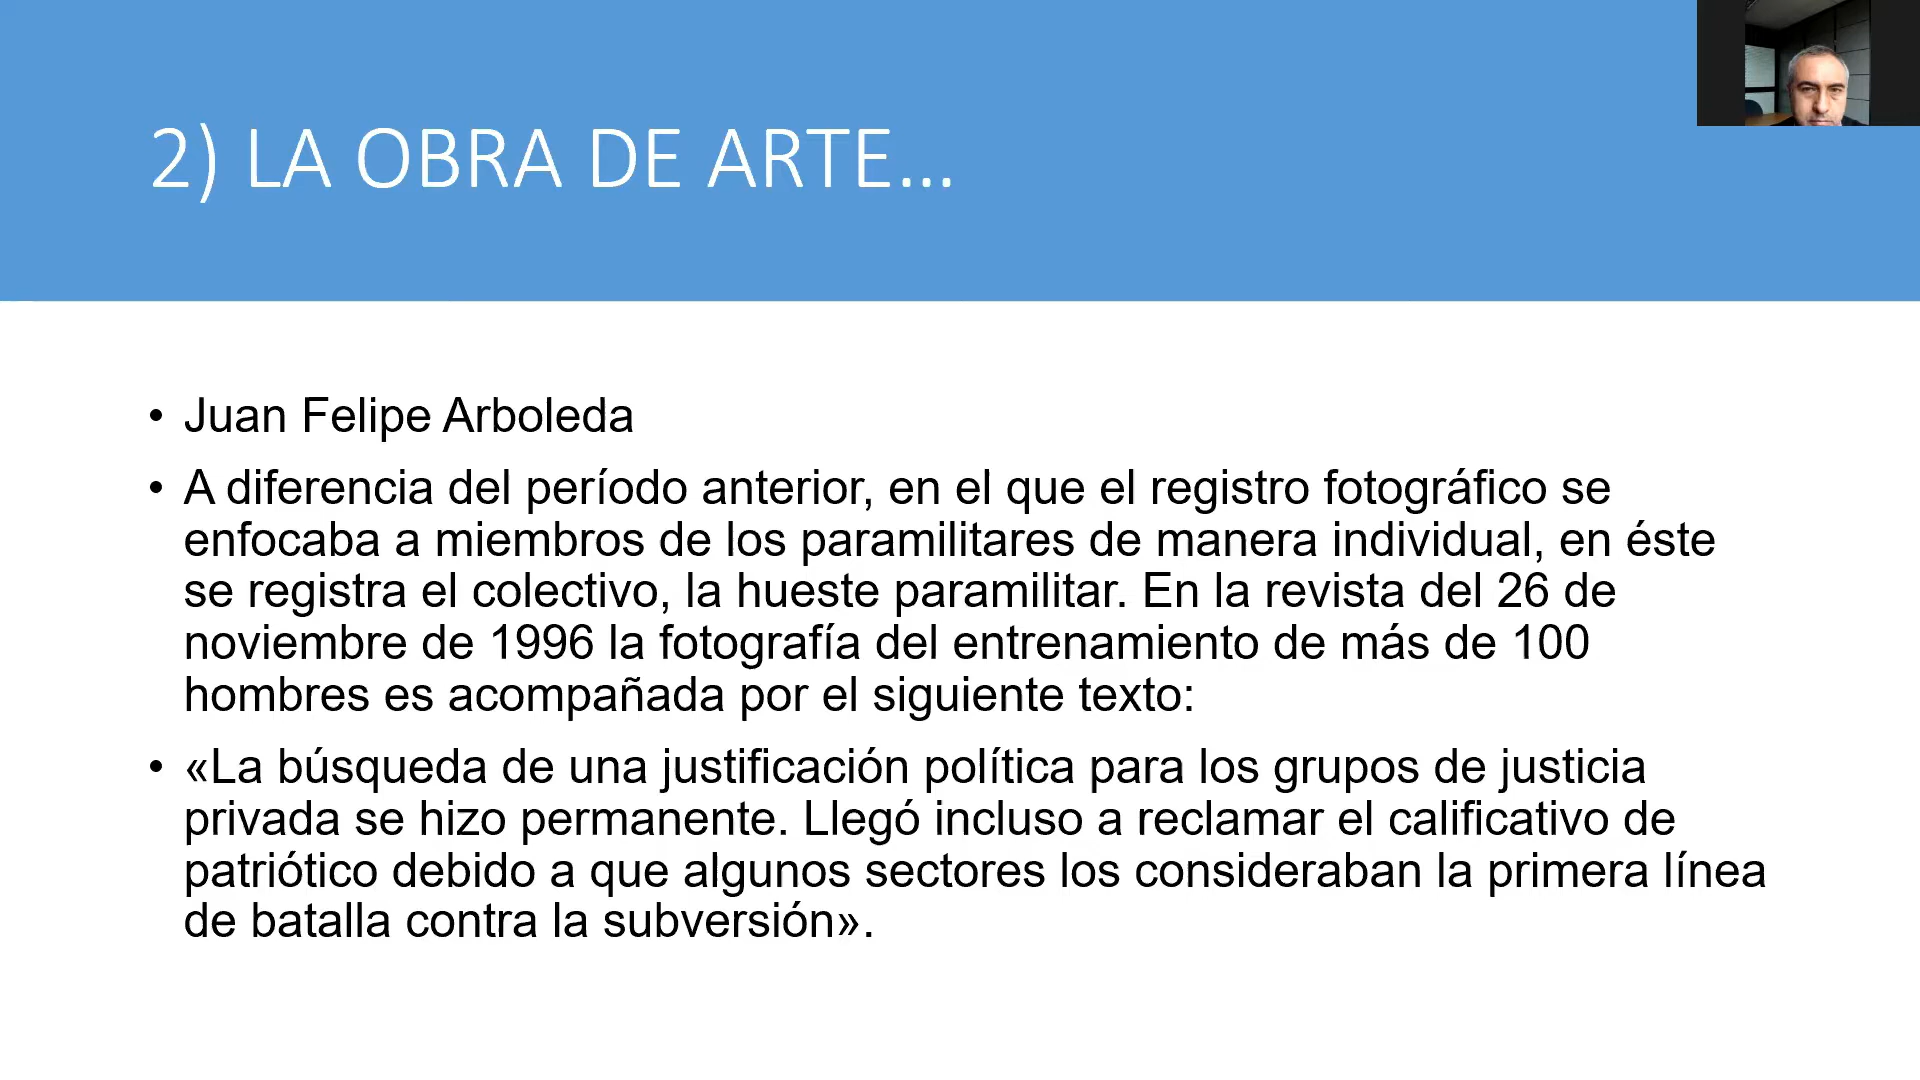 2) LA OBRA DE ARTE...
• Juan Felipe Arboleda
• A diferencia del período anterior, en el que el registro fotográfico se
enfocaba a miembros de los paramilitares de manera individual, en éste
se registra el colectivo, la hueste paramilitar. En la revista del 26 de
noviembre de 1996 la fotografía del entrenamiento de más de 100
hombres es acompañada por el siguiente texto:
• «La búsqueda de una justificación política para los grupos de justicia
privada se hizo permanente. Llegó incluso a reclamar el calificativo de
patriótico debido a que algunos sectores los consideraban la primera línea
de batalla contra la subversión».